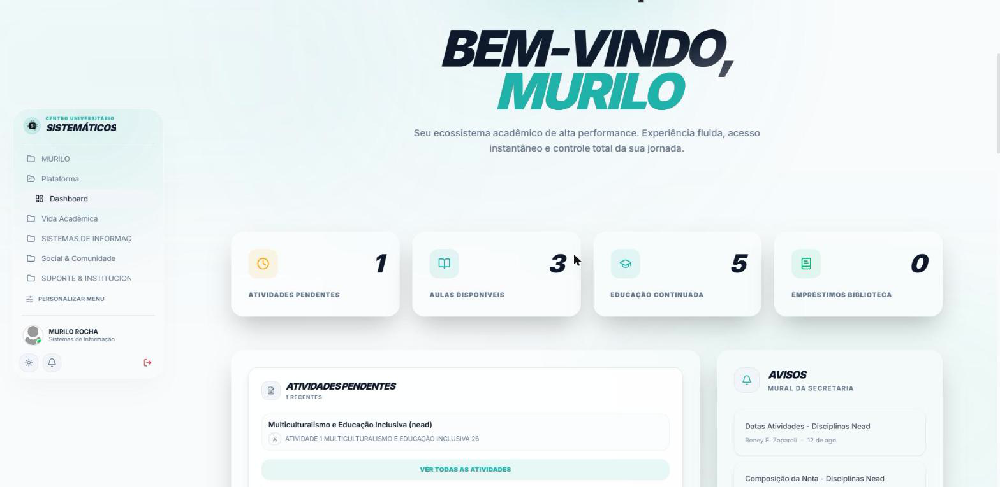 BEM-VINDO,
MURILO
Seu ecossistema acadêmico de alta performance. Experiência fluida, acesso
instantâneo e controle total da sua jornada.
CENTRO UNIVERSITÁRIO
SISTEMÁTICOS
MURILO
Plataforma
Dashboard
Vida Acadêmica
SISTEMAS DE INFORMAÇ
Social & Comunidade
SUPORTE & INSTITUCION
PERSONALIZAR MENU
MURILO ROCHA
Sistemas de Informação
1
ATIVIDADES PENDENTES
3
AULAS DISPONÍVEIS
5
EDUCAÇÃO CONTINUADA
0
EMPRÉSTIMOS BIBLIOTECA
ATIVIDADES PENDENTES
1 RECENTES
Multiculturalismo e Educação Inclusiva (nead)
ATIVIDADE 1 MULTICULTURALISMO E EDUCAÇÃO INCLUSIVA 26
VER TODAS AS ATIVIDADES
AVISOS
MURAL DA SECRETARIA
Datas Atividades - Disciplinas Nead
Roney E. Zaparoli • 12 de ago
Composição da Nota - Disciplinas Nead